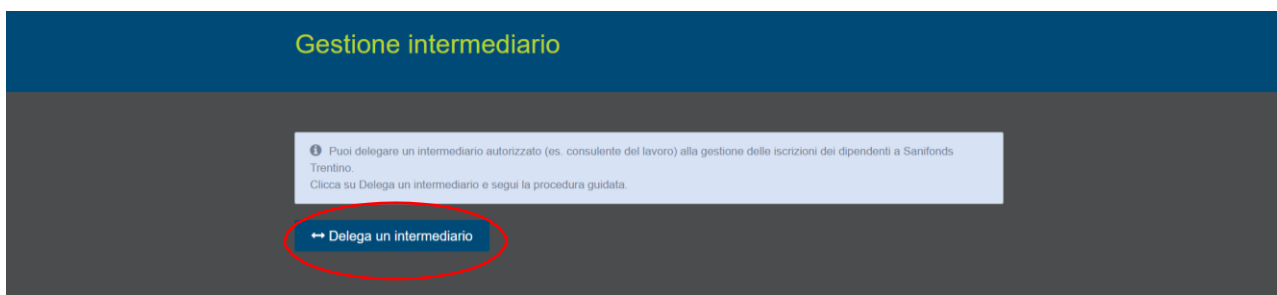 Gestione intermediario
Puoi delegare un intermediario autorizzato (es. consulente del lavoro) alla gestione delle iscrizioni dei dipendenti a Sanifonds
Trentino.
Clicca su Delega un intermediario e segui la procedura guidata.
Delega un intermediario